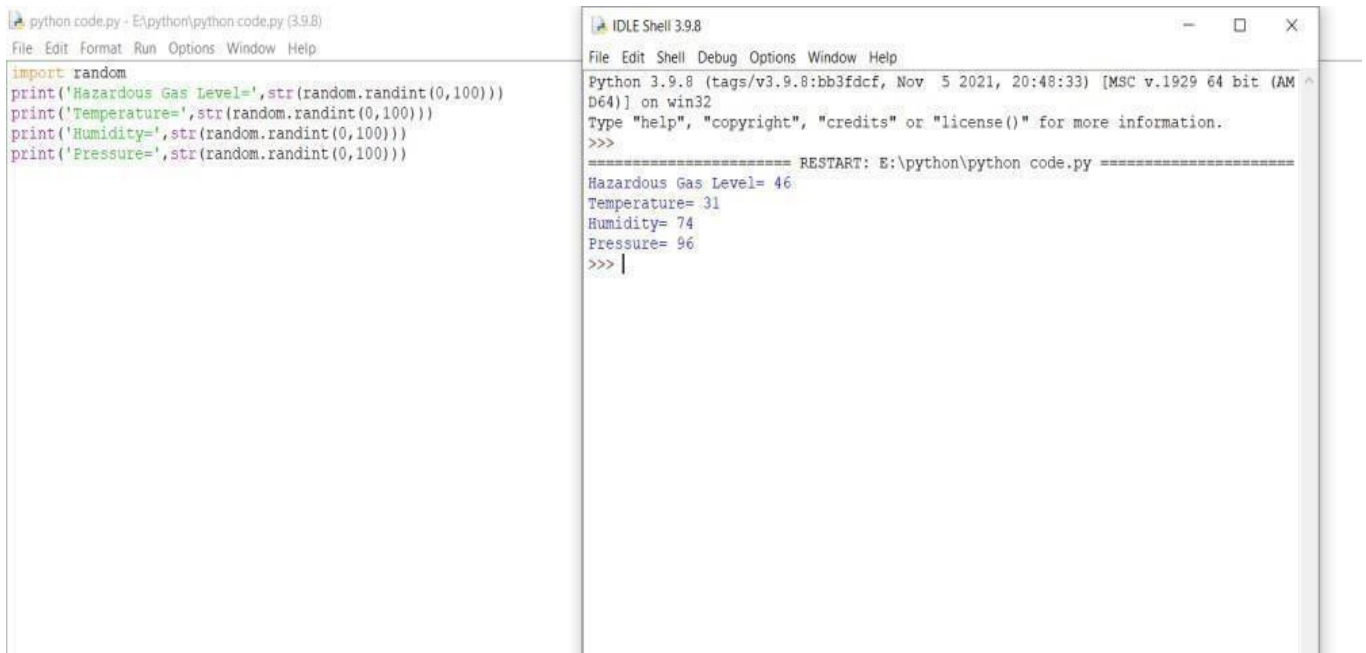 python code.py - E:\python\python code.py (3.9.8)
File Edit Format Run Options Window Help
import random
print('Hazardous Gas Level=',str(random.randint(0,100)))
print('Temperature=',str(random.randint(0,100)))
print('Humidity=',str(random.randint(0,100)))
print('Pressure=',str(random.randint(0,100)))
IDLE Shell 3.9.8
File Edit Shell Debug Options Window Help
Python 3.9.8 (tags/v3.9.8:bb3fdcf, Nov  5 2021, 20:48:33) [MSC v.1929 64 bit (AM
D64)] on win32
Type "help", "copyright", "credits" or "license()" for more information.
>>>
======================= RESTART: E:\python\python code.py ======================
Hazardous Gas Level= 46
Temperature= 31
Humidity= 74
Pressure= 96
>>>